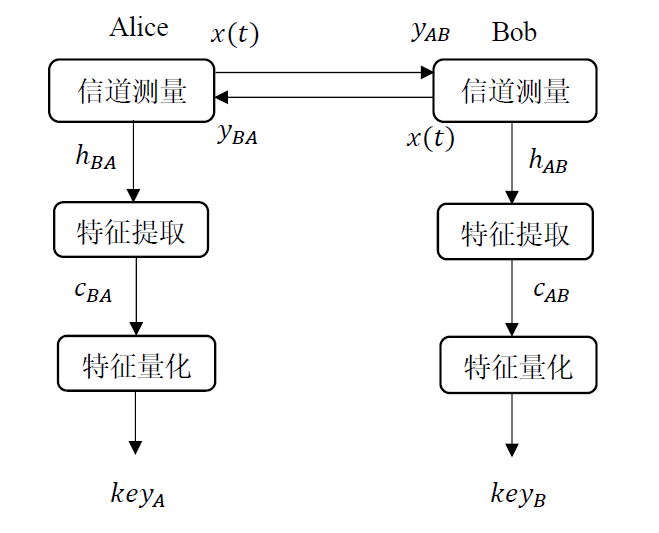 Alice x(t) y_{AB} Bob
信道测量 信道测量
y_{BA} x(t)
h_{BA} h_{AB}
特征提取 特征提取
c_{BA} c_{AB}
特征量化 特征量化
key_A key_B